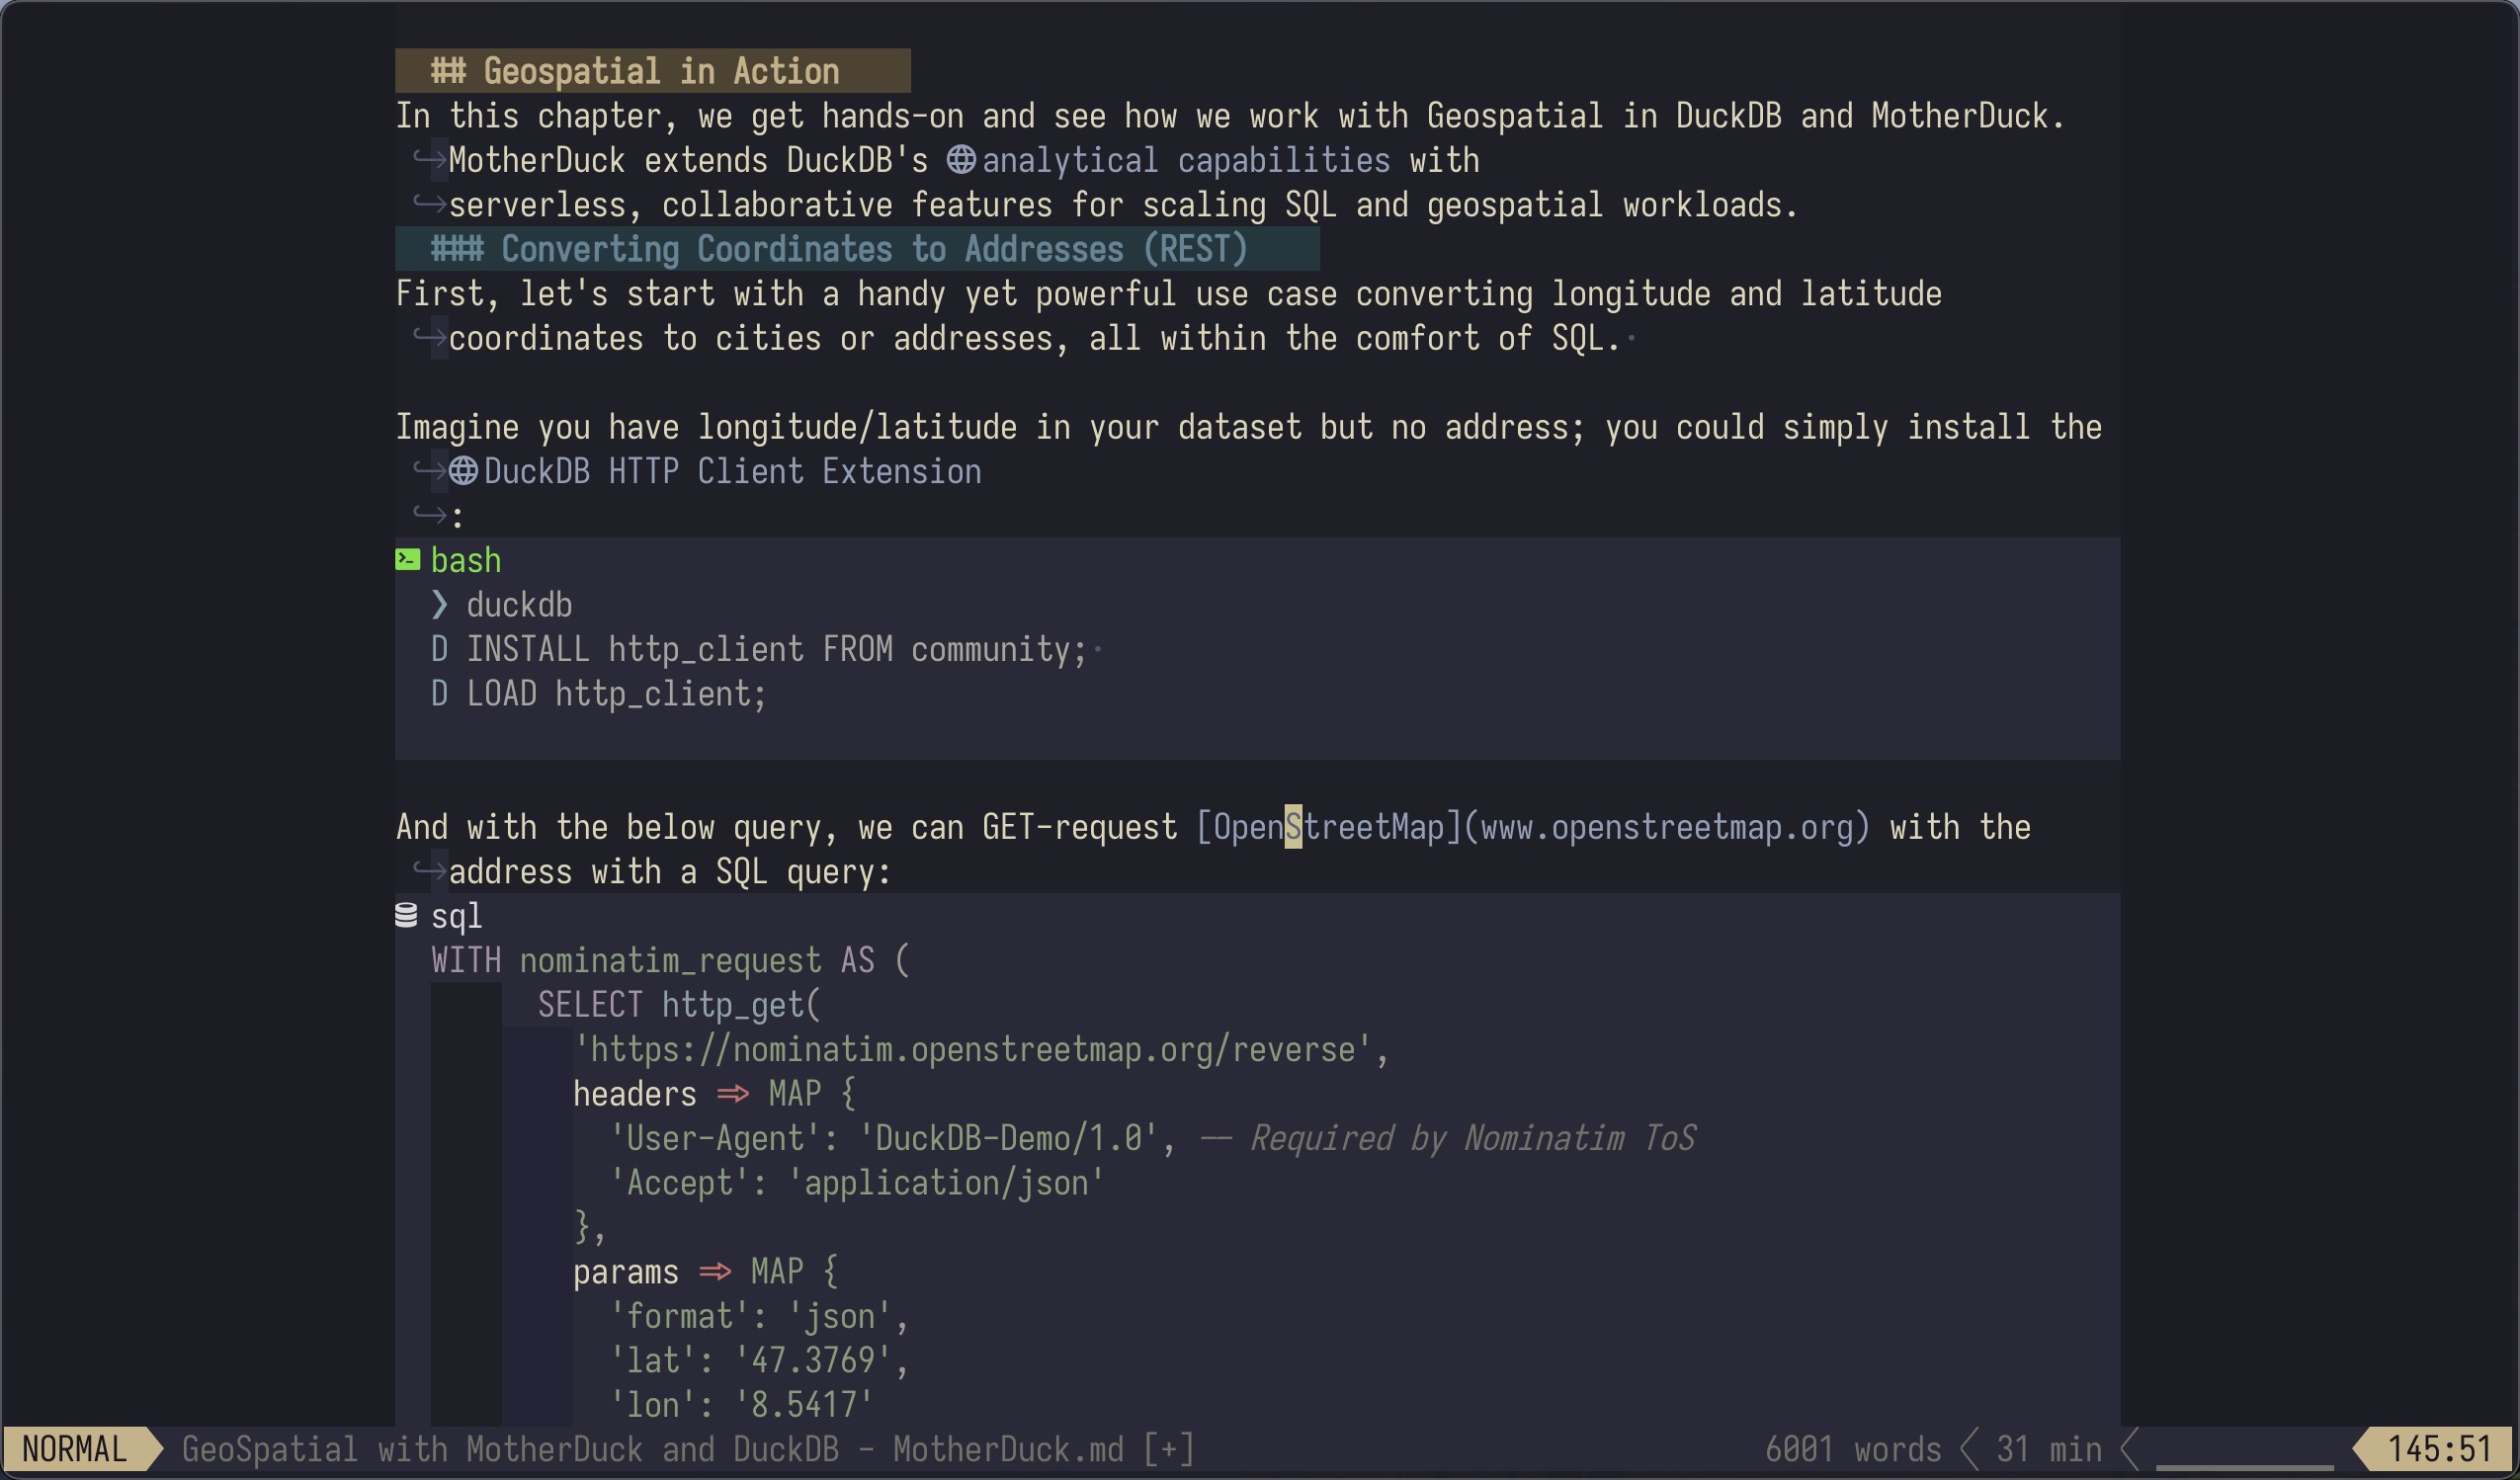 ## Geospatial in Action
In this chapter, we get hands-on and see how we work with Geospatial in DuckDB and MotherDuck.
↪MotherDuck extends DuckDB's analytical capabilities with
↪serverless, collaborative features for scaling SQL and geospatial workloads.
### Converting Coordinates to Addresses (REST)
First, let's start with a handy yet powerful use case converting longitude and latitude
↪coordinates to cities or addresses, all within the comfort of SQL.·
Imagine you have longitude/latitude in your dataset but no address; you could simply install the
↪DuckDB HTTP Client Extension
↪:
bash
❯ duckdb
D INSTALL http_client FROM community;·
D LOAD http_client;
And with the below query, we can GET-request [OpenStreetMap](www.openstreetmap.org) with the
↪address with a SQL query:
sql
WITH nominatim_request AS (
SELECT http_get(
'https://nominatim.openstreetmap.org/reverse',
headers => MAP {
'User-Agent': 'DuckDB-Demo/1.0', -- Required by Nominatim ToS
'Accept': 'application/json'
},
params => MAP {
'format': 'json',
'lat': '47.3769',
'lon': '8.5417'
NORMAL GeoSpatial with MotherDuck and DuckDB - MotherDuck.md [+] 6001 words 31 min 145:51